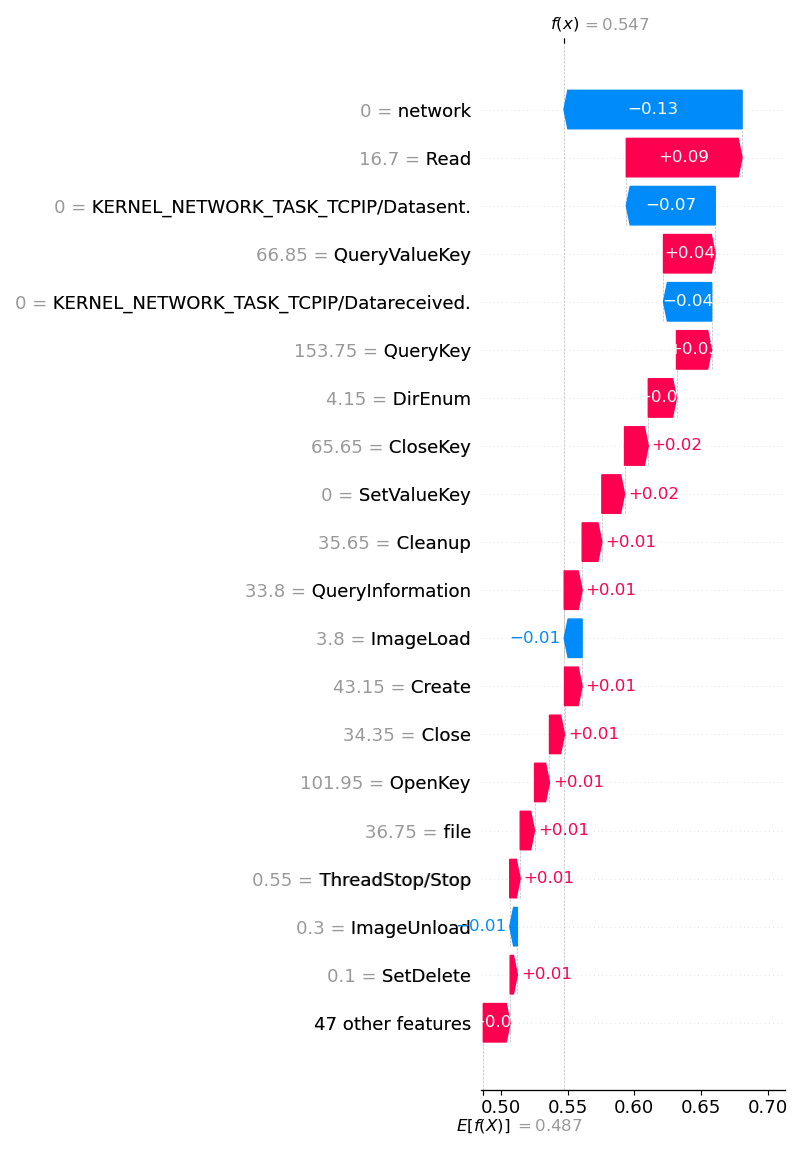 f(x) = 0.547
0 = network −0.13
16.7 = Read +0.09
0 = KERNEL_NETWORK_TASK_TCPIP/Datasent. −0.07
66.85 = QueryValueKey +0.04
0 = KERNEL_NETWORK_TASK_TCPIP/Datareceived. −0.04
153.75 = QueryKey
4.15 = DirEnum
65.65 = CloseKey +0.02
0 = SetValueKey +0.02
35.65 = Cleanup +0.01
33.8 = QueryInformation +0.01
3.8 = ImageLoad −0.01
43.15 = Create +0.01
34.35 = Close +0.01
101.95 = OpenKey +0.01
36.75 = file +0.01
0.55 = ThreadStop/Stop +0.01
0.3 = ImageUnload −0.01
0.1 = SetDelete +0.01
47 other features
0.50 0.55 0.60 0.65 0.70
E[f(X)] = 0.487